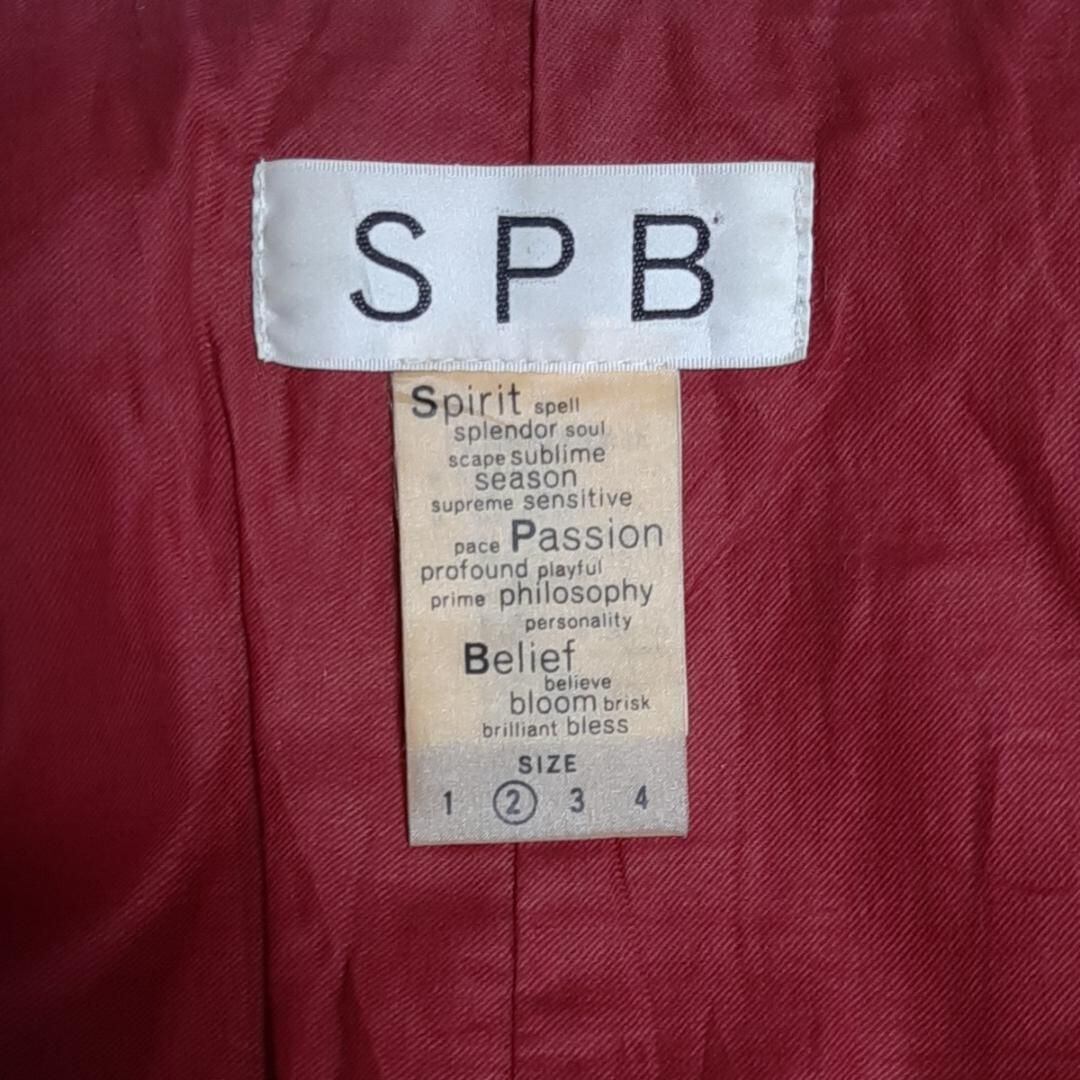 S P B
Spirit spell
splendor soul
scape sublime
season
supreme sensitive
pace Passion
profound playful
prime philosophy
personality
Belief
believe
bloom brisk
brilliant bless
SIZE
1 2 3 4